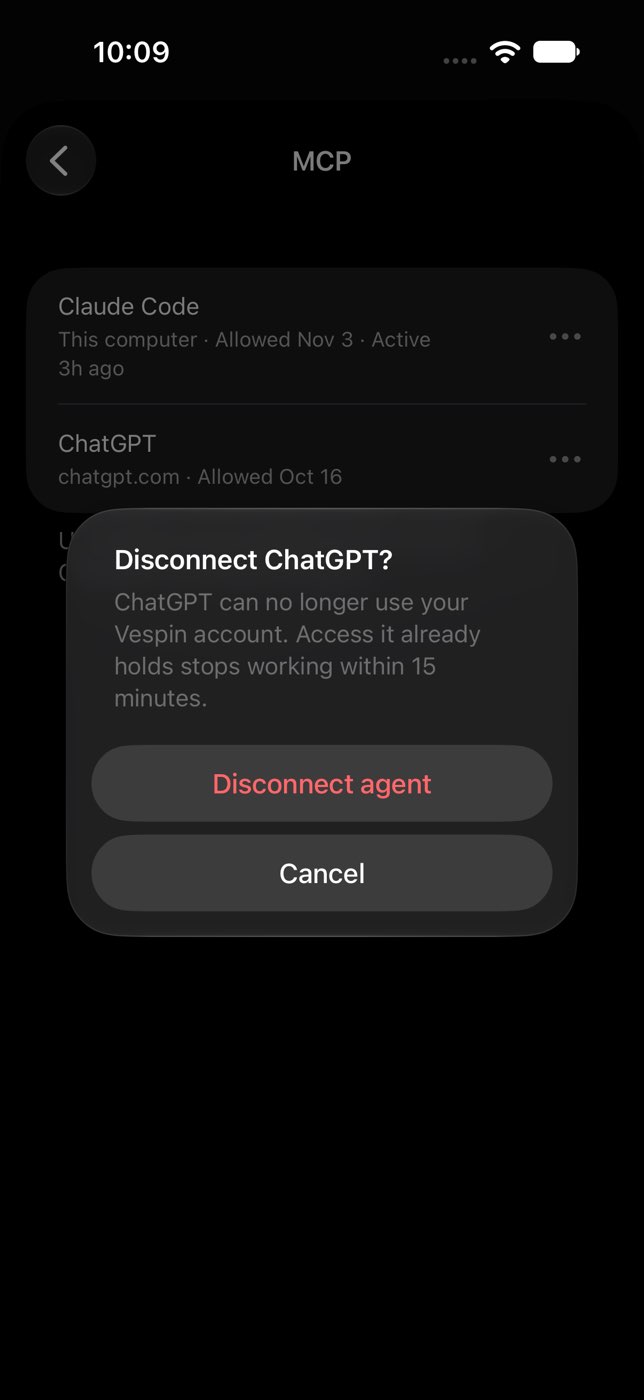 10:09
MCP
Claude Code
This computer · Allowed Nov 3 · Active
3h ago
ChatGPT
chatgpt.com · Allowed Oct 16
Disconnect ChatGPT?
ChatGPT can no longer use your
Vespin account. Access it already
holds stops working within 15
minutes.
Disconnect agent
Cancel